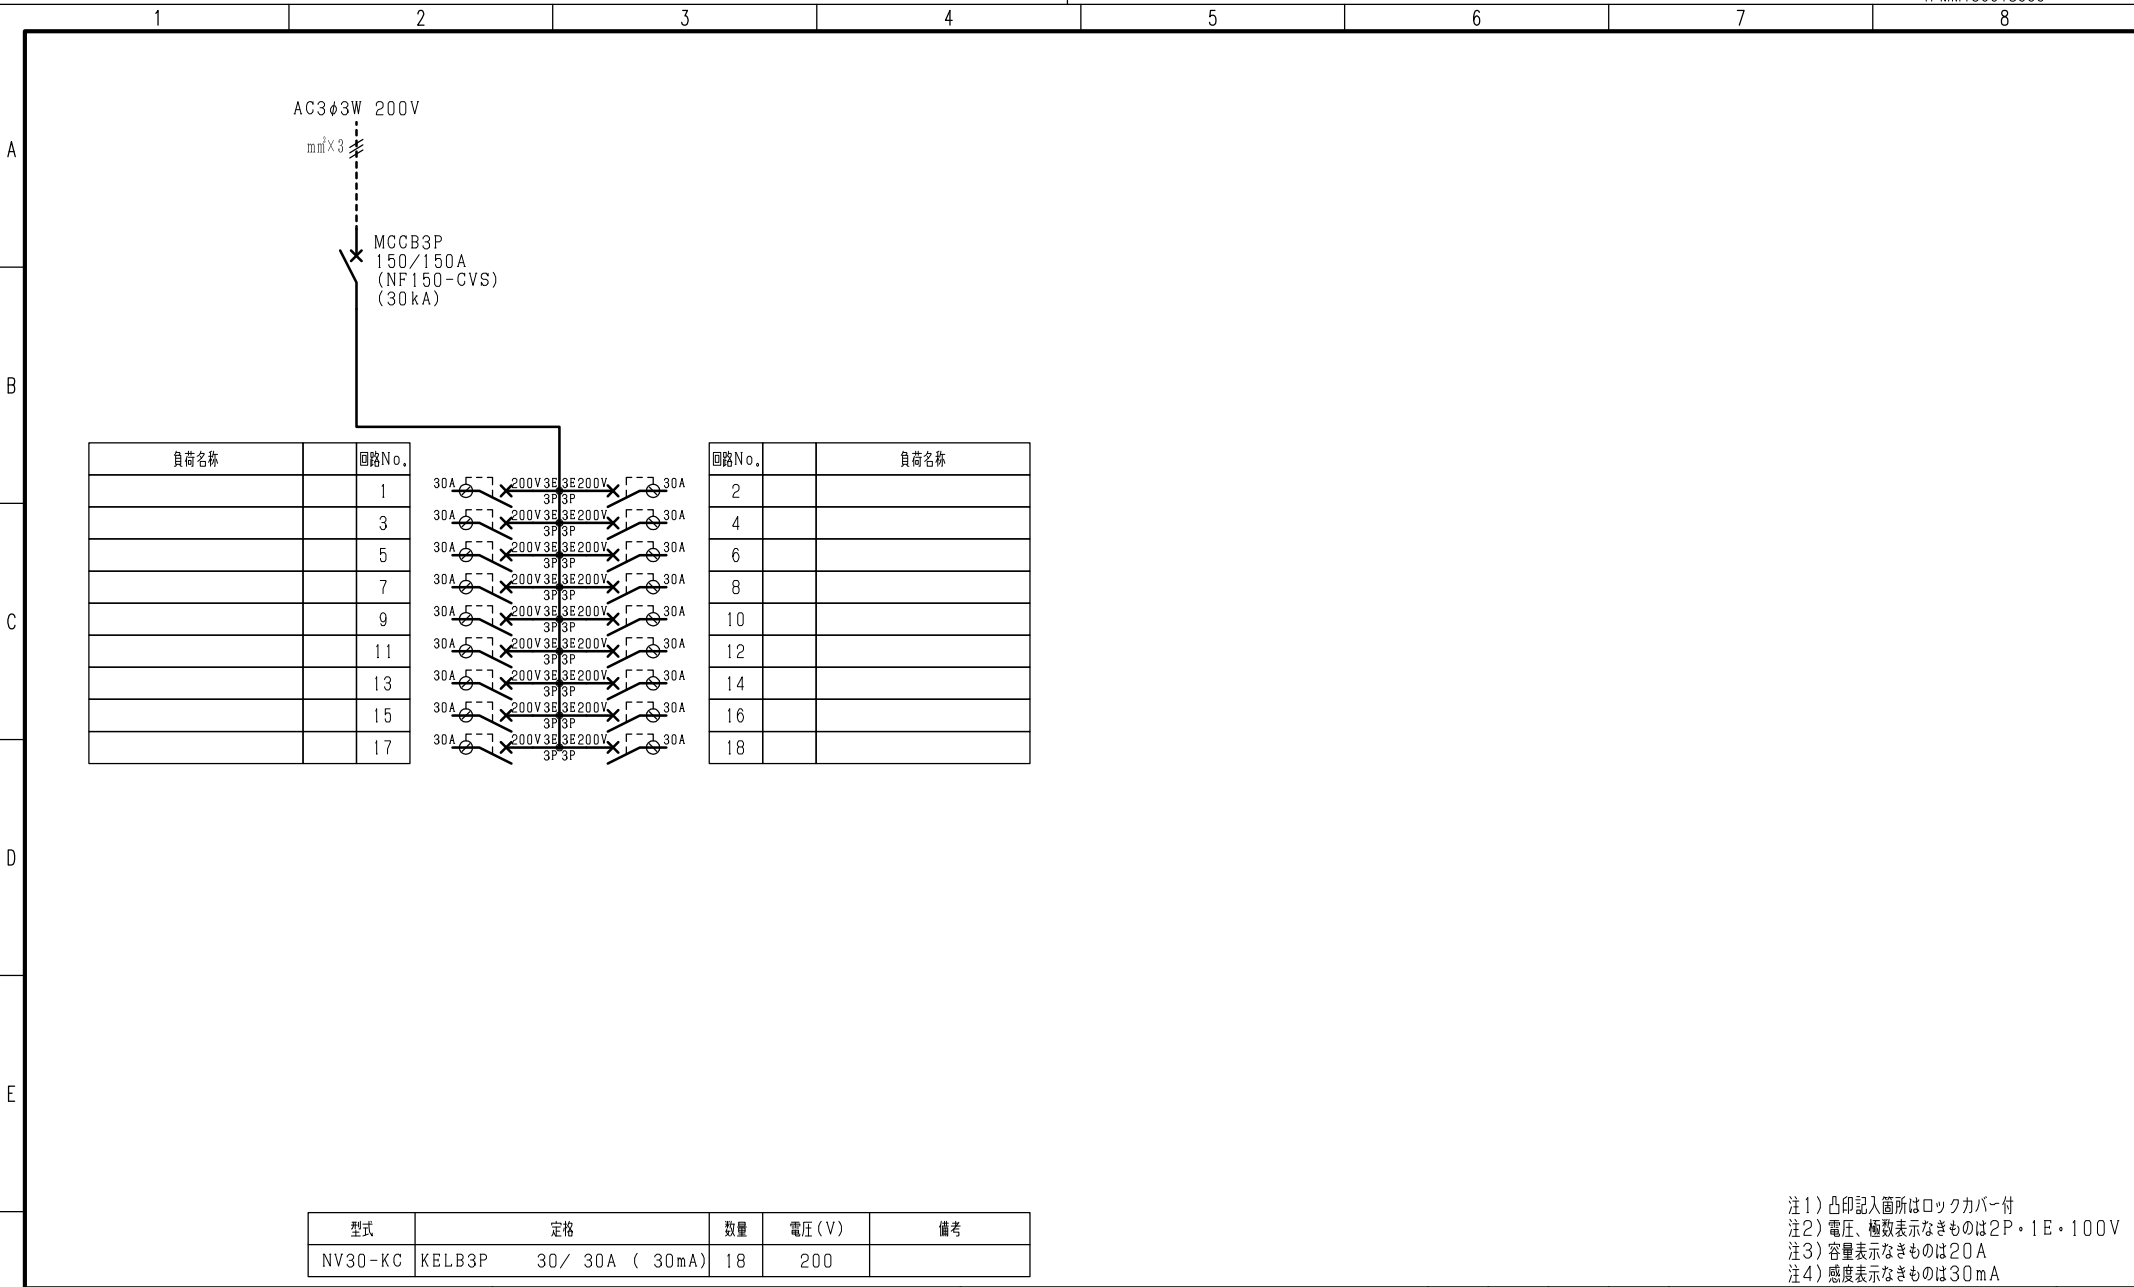 1 2 3 4 5 6 7 8
A
B
C
D
E
AC3φ3W 200V
mm²×3
MCCB3P
150/150A
(NF150-CVS)
(30kA)
負荷名称 回路No. 回路No. 負荷名称
1 30A 200V 3E 3E 200V 30A 2
3P 3P
3 30A 200V 3E 3E 200V 30A 4
3P 3P
5 30A 200V 3E 3E 200V 30A 6
3P 3P
7 30A 200V 3E 3E 200V 30A 8
3P 3P
9 30A 200V 3E 3E 200V 30A 10
3P 3P
11 30A 200V 3E 3E 200V 30A 12
3P 3P
13 30A 200V 3E 3E 200V 30A 14
3P 3P
15 30A 200V 3E 3E 200V 30A 16
3P 3P
17 30A 200V 3E 3E 200V 30A 18
3P 3P
型式 定格 数量 電圧(V) 備考
NV30-KC KELB3P 30/ 30A ( 30mA) 18 200
注1)凸印記入箇所はロックカバー付
注2)電圧、極数表示なきものは2P・1E・100V
注3)容量表示なきものは20A
注4)感度表示なきものは30mA